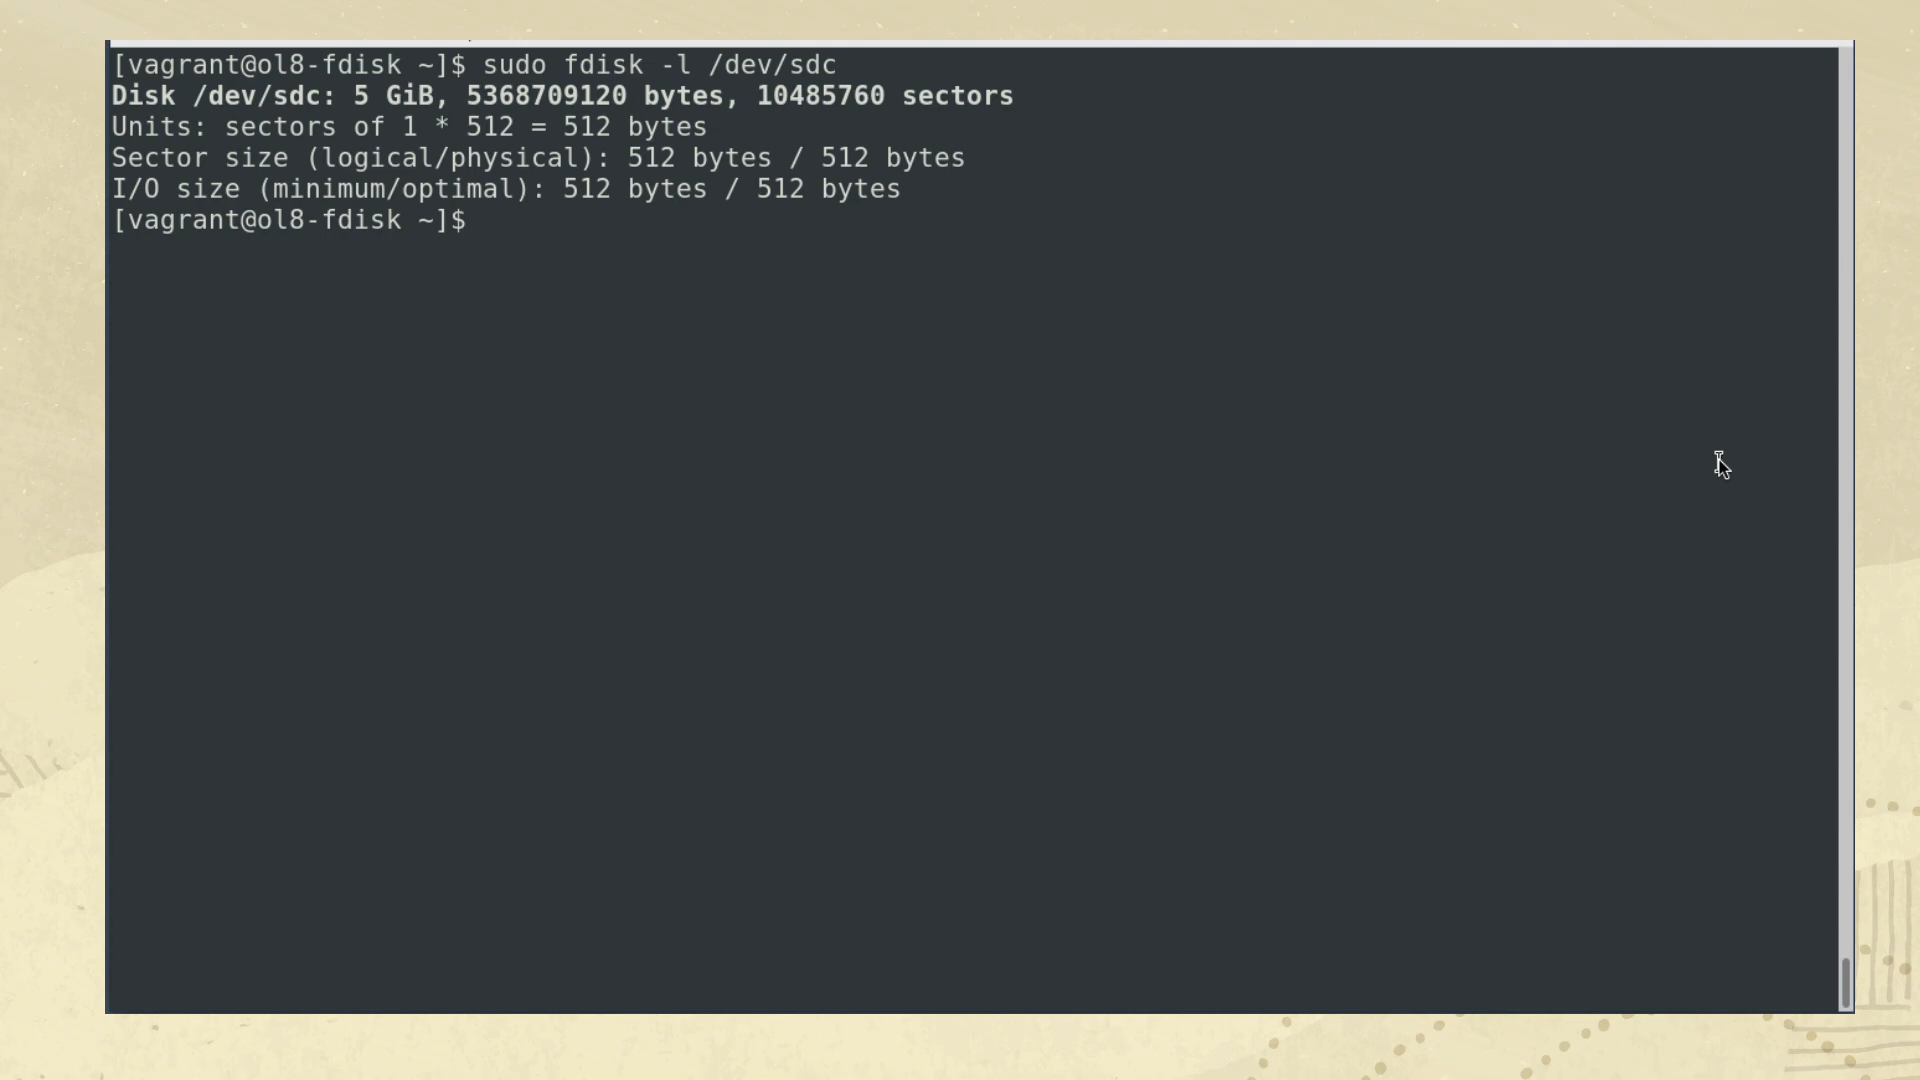 [vagrant@ol8-fdisk ~]$ sudo fdisk -l /dev/sdc
Disk /dev/sdc: 5 GiB, 5368709120 bytes, 10485760 sectors
Units: sectors of 1 * 512 = 512 bytes
Sector size (logical/physical): 512 bytes / 512 bytes
I/O size (minimum/optimal): 512 bytes / 512 bytes
[vagrant@ol8-fdisk ~]$